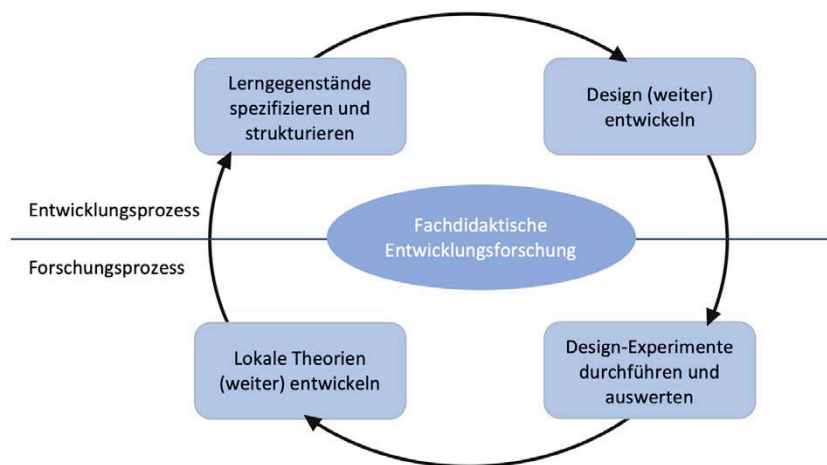 Lerngegenstände
spezifizieren und
strukturieren
Design (weiter)
entwickeln
Entwicklungsprozess
Fachdidaktische
Entwicklungsforschung
Forschungsprozess
Lokale Theorien
(weiter) entwickeln
Design-Experimente
durchführen und
auswerten